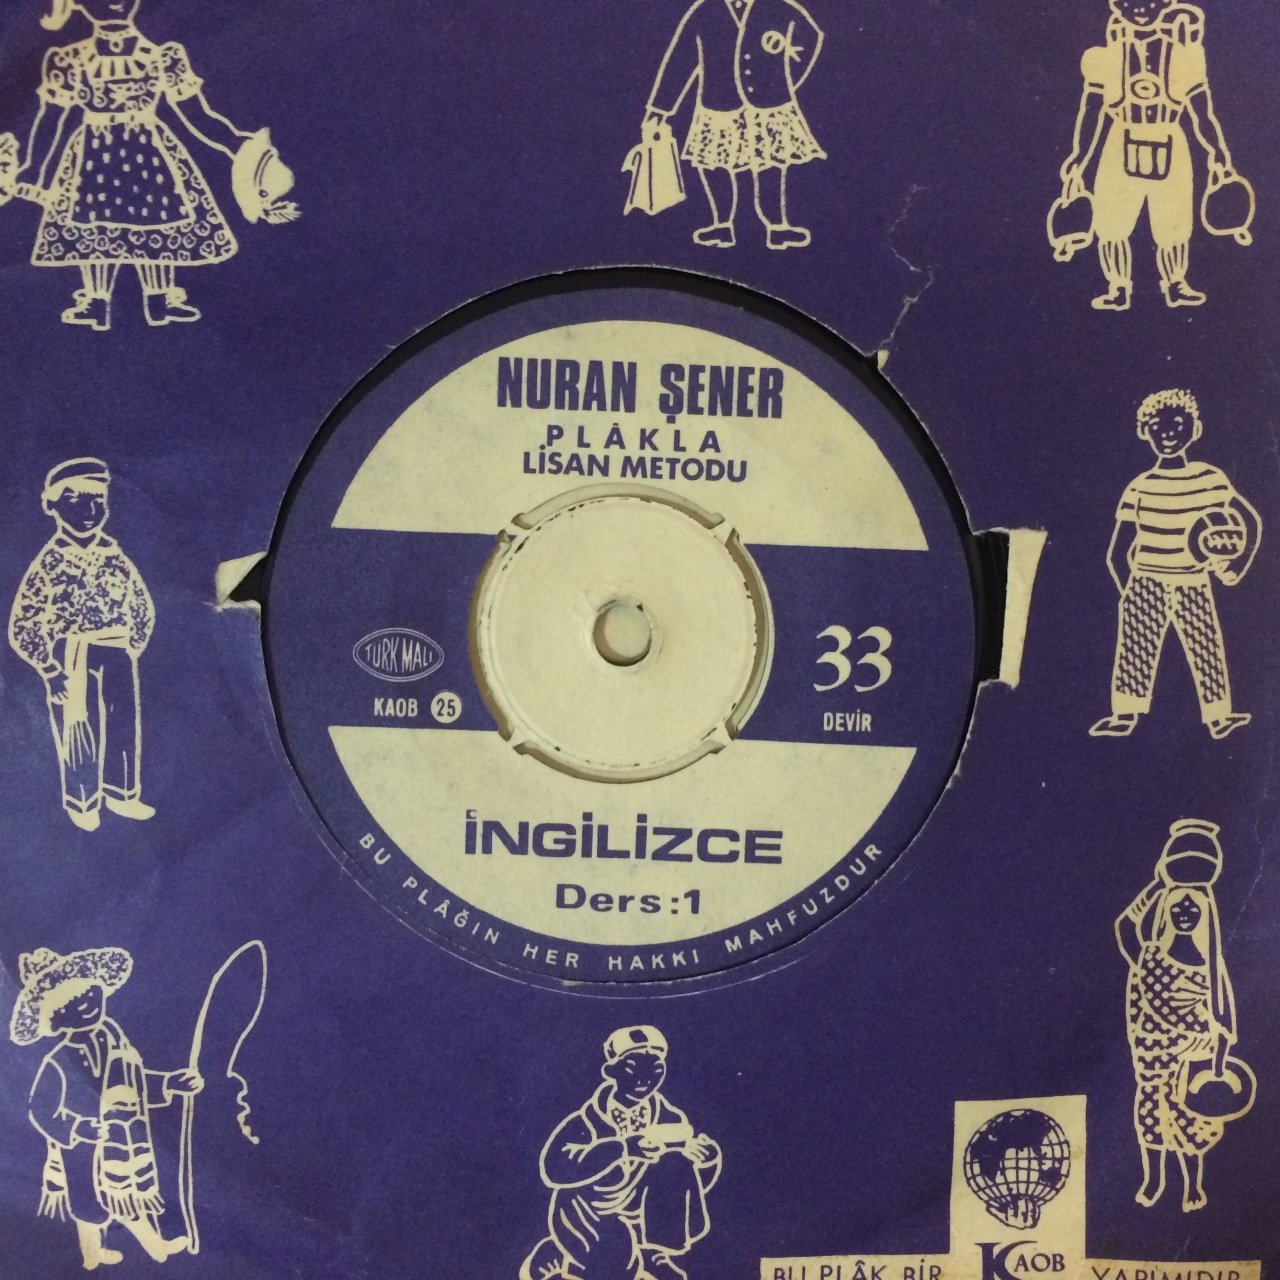 NURAN ŞENER
PLÂKLA
LİSAN METODU
TÜRK MALI
KAOB 25
33
DEVİR
İNGİLİZCE
Ders:1
BU PLÂĞIN HER HAKKI MAHFUZDUR
BU PLÂK BİR KAOB YAPIMIDIR